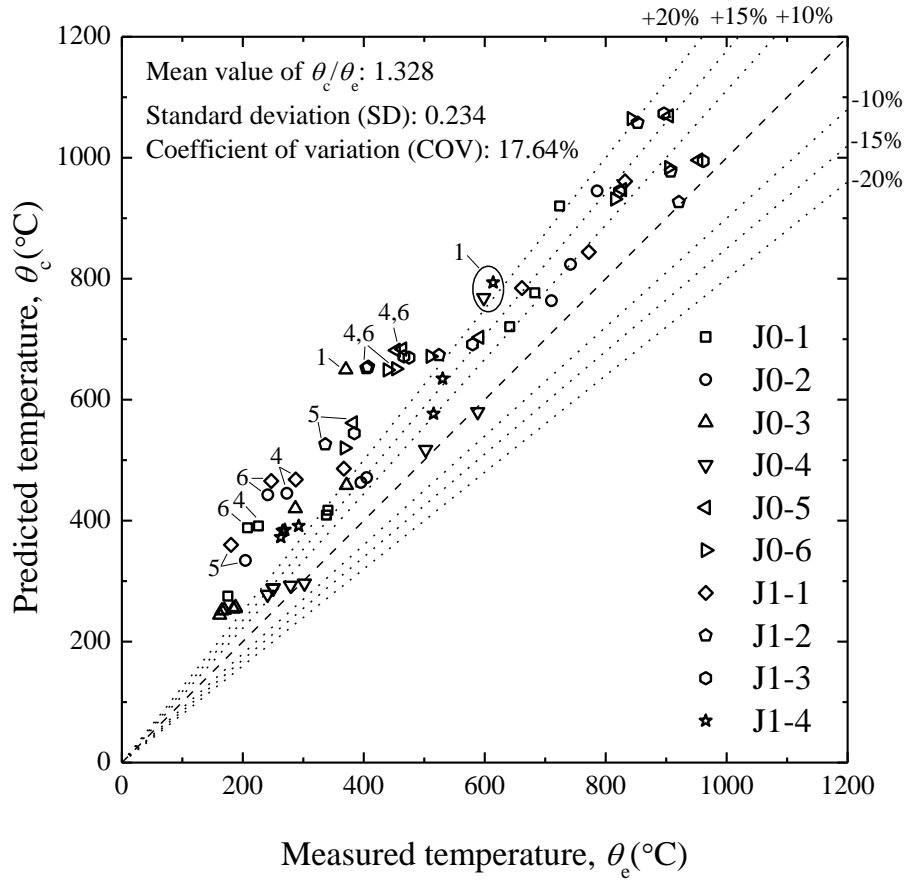 +20% +15% +10%
1200
Mean value of θc/θe: 1.328
Standard deviation (SD): 0.234
Coefficient of variation (COV): 17.64%
-10%
-15%
-20%
1000
800
600
400
200
0
Predicted temperature, θc(°C)
1
4,6
4,6
1
5
4
6
4
6
5
J0-1
J0-2
J0-3
J0-4
J0-5
J0-6
J1-1
J1-2
J1-3
J1-4
0 200 400 600 800 1000 1200
Measured temperature, θe(°C)